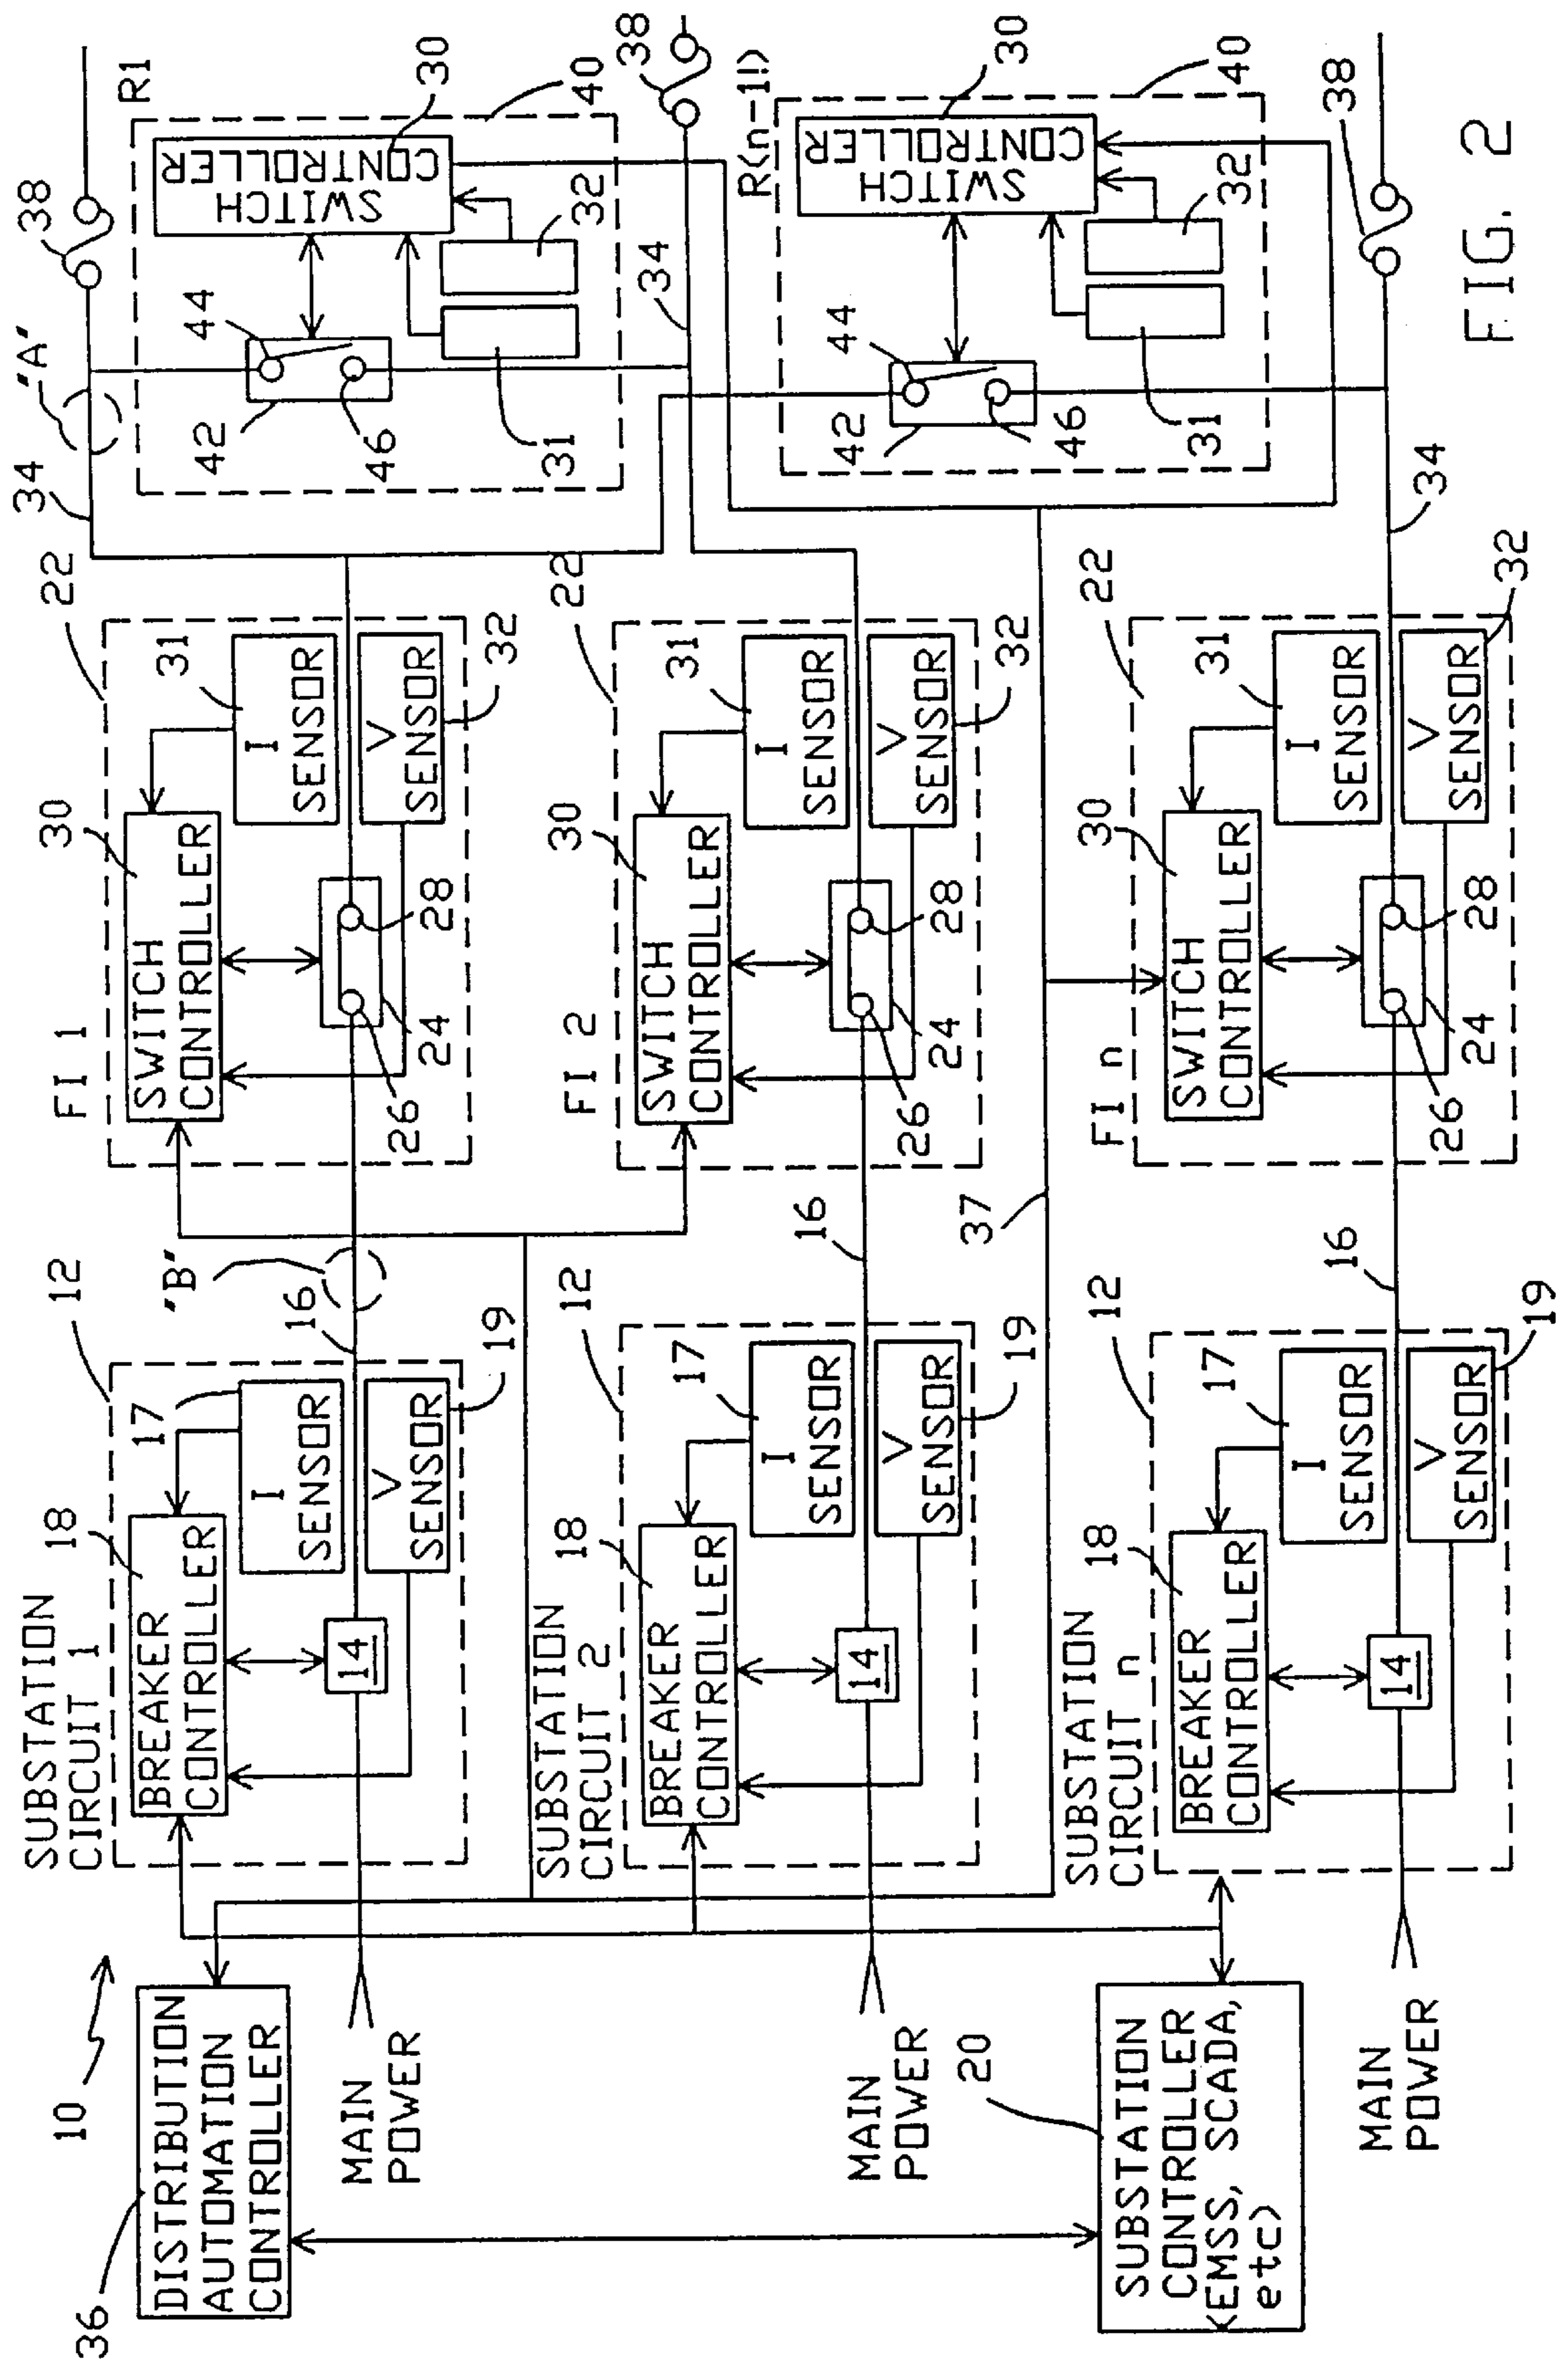 10
36
DISTRIBUTION
AUTOMATION
CONTROLLER
MAIN
POWER
MAIN
POWER
20
SUBSTATION
CONTROLLER
(EMSS, SCADA,
etc)
MAIN
POWER
SUBSTATION
CIRCUIT 1
18
12
BREAKER
CONTROLLER
17
I
SENSOR
V
SENSOR
19
14
16
"B"
SUBSTATION
CIRCUIT 2
18
12
BREAKER
CONTROLLER
17
I
SENSOR
V
SENSOR
19
14
16
37
SUBSTATION
CIRCUIT n
18
12
BREAKER
CONTROLLER
17
I
SENSOR
V
SENSOR
19
14
16
FI 1
30
22
SWITCH
CONTROLLER
31
I
SENSOR
V
SENSOR
32
24
26
28
FI 2
30
22
SWITCH
CONTROLLER
31
I
SENSOR
V
SENSOR
32
24
26
28
FI n
30
22
SWITCH
CONTROLLER
31
I
SENSOR
V
SENSOR
32
24
26
28
34
"A"
38
R1
SWITCH
CONTROLLER
30
40
42
44
46
31
32
34
38
R(n-1!)
SWITCH
CONTROLLER
30
40
42
44
46
31
32
34
38
FIG. 2